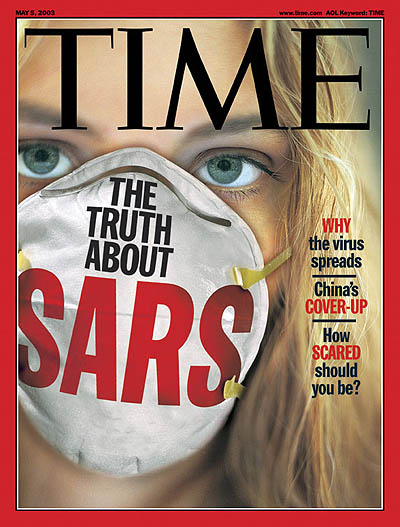 MAY 5, 2003
www.time.com AOL Keyword: TIME
TIME
THE
TRUTH
ABOUT
SARS
WHY
the virus
spreads
China's
COVER-UP
How
SCARED
should
you be?